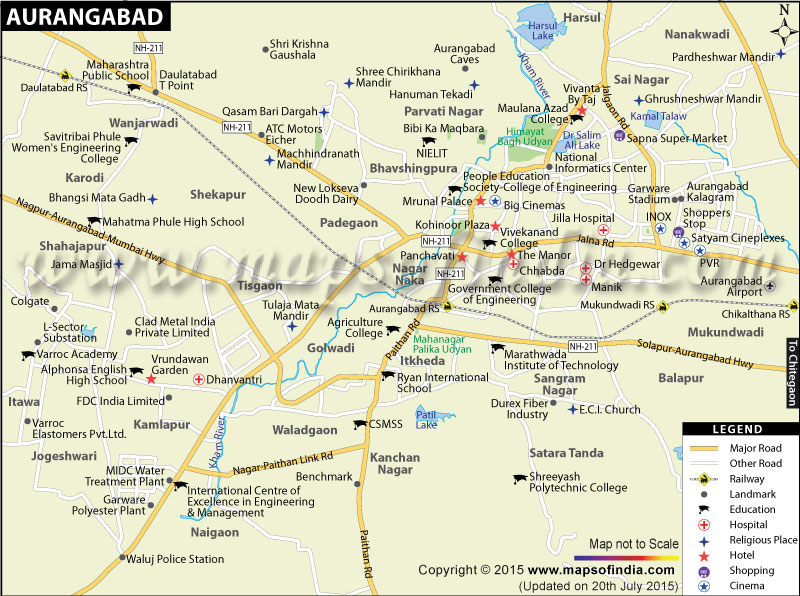 AURANGABAD
N
Harsul
Harsul
Lake
Nanakwadi
NH-211
Maharashtra
Public School
Shri Krishna
Gaushala
Aurangabad
Caves
Kham River
Pardheshwar Mandir
Daulatabad RS
Daulatabad
T Point
Shree Chirikhana
Mandir
Hanuman Tekadi
Vivanta
By Taj
Jalgaon Rd
Sai Nagar
Ghrushneshwar Mandir
Maulana Azad
College
Kamal Talaw
Qasam Bari Dargah
Parvati Nagar
Wanjarwadi
NH-211
ATC Motors
Eicher
Bibi Ka Maqbara
Himayat
Bagh Udyan
Dr Salim
Ali Lake
Sapna Super Market
Savitribai Phule
Women's Engineering
College
NIELIT
Machhindranath
Mandir
National
Informatics Center
Bhavshingpura
Karodi
People Education
Society-College of Engineering
Shekapur
New Lokseva
Doodh Dairy
Garware
Stadium
Aurangabad
Kalagram
Bhangsi Mata Gadh
Mrunal Palace
Big Cinemas
Nagpur-Aurangabad-Mumbai Hwy
Mahatma Phule High School
Padegaon
Kohinoor Plaza
Jilla Hospital
INOX
Shoppers
Stop
Vivekanand
College
Shahajapur
NH-211
Jalna Rd
Satyam Cineplexes
Panchavati
The Manor
Chhabda
PVR
Jama Masjid
www.mapsofindia.com
Nagar
Naka
NH-211
Dr Hedgewar
Manik
Aurangabad
Airport
Tisgaon
Government College
of Engineering
Colgate
Tulaja Mata
Mandir
Aurangabad RS
Mukundwadi RS
Chikalthana RS
L-Sector
Substation
Clad Metal India
Private Limited
Agriculture
College
Paithan Rd
Mukundwadi
Mahanagar
Palika Udyan
NH-211
Solapur-Aurangabad Hwy
Golwadi
Varroc Academy
Vrundawan
Garden
Itkheda
Marathwada
Institute of Technology
To Chitegaon
Alphonsa English
High School
Dhanvantri
Ryan International
School
Sangram
Nagar
Balapur
Itawa
FDC India Limited
Durex Fiber
Industry
E.C.I. Church
Varroc
Elastomers Pvt.Ltd.
Kamlapur
Kham River
Waladgaon
CSMSS
Patil
Lake
LEGEND
Major Road
Other Road
Railway
Landmark
Education
Hospital
Religious Place
Hotel
Shopping
Cinema
Jogeshwari
Nagar-Paithan Link Rd
Kanchan
Nagar
Satara Tanda
MIDC Water
Treatment Plant
Benchmark
Shreeyash
Polytechnic College
International Centre of
Excellence in Engineering
& Management
Garware
Polyester Plant
Naigaon
Paithan Rd
Waluj Police Station
Map not to Scale
Copyright © 2015 www.mapsofindia.com
(Updated on 20th July 2015)